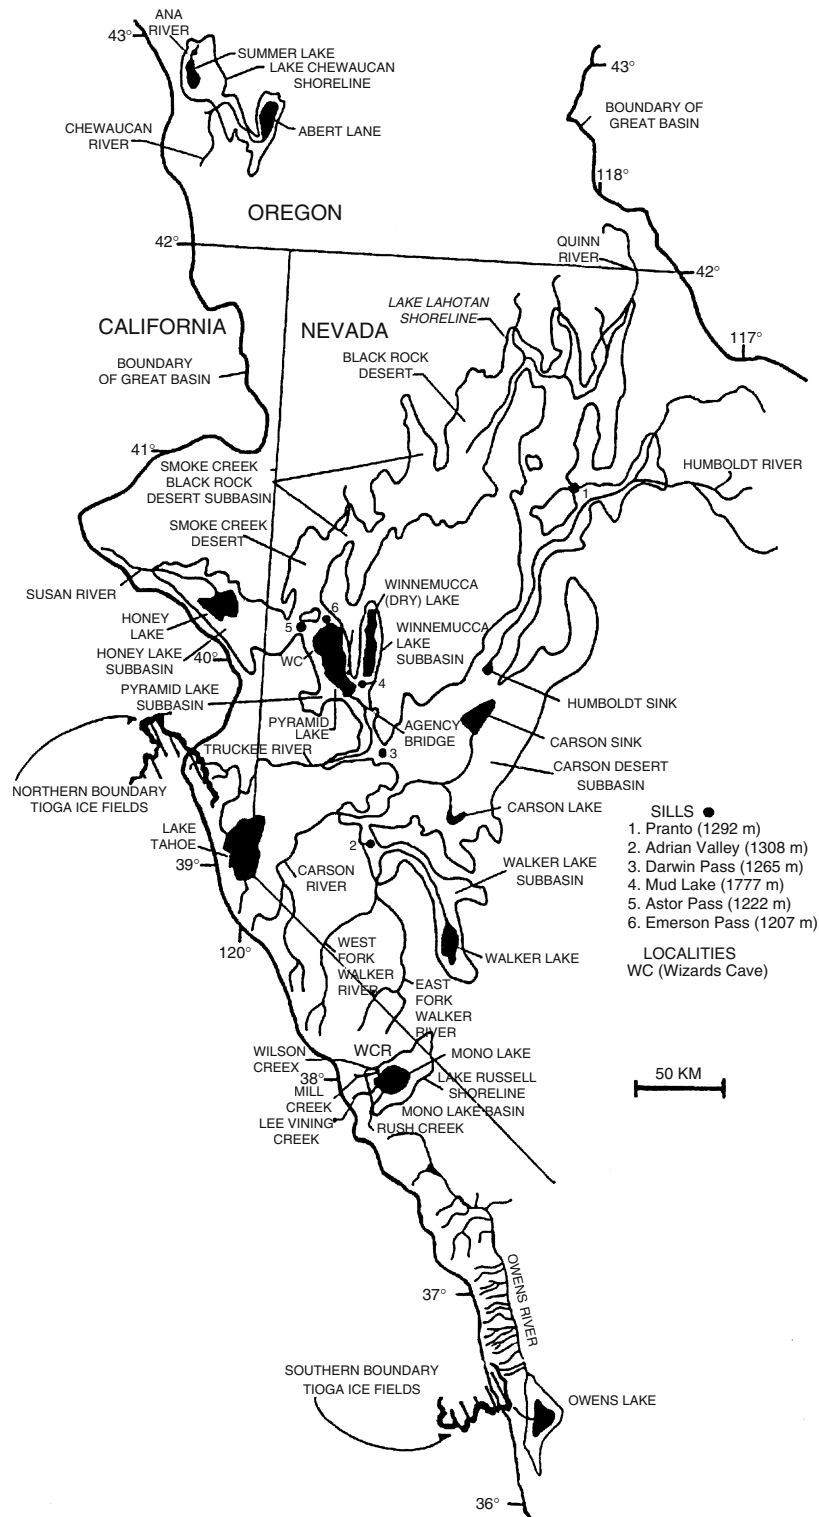 ANA
RIVER
43°
SUMMER LAKE
LAKE CHEWAUCAN
SHORELINE
43°
BOUNDARY OF
GREAT BASIN
CHEWAUCAN
RIVER
ABERT LANE
118°
OREGON
42°
QUINN
RIVER
42°
LAKE LAHOTAN
SHORELINE
CALIFORNIA
NEVADA
117°
BOUNDARY
OF GREAT BASIN
BLACK ROCK
DESERT
41°
SMOKE CREEK
BLACK ROCK
DESERT SUBBASIN
HUMBOLDT RIVER
1
SMOKE CREEK
DESERT
SUSAN RIVER
WINNEMUCCA
(DRY) LAKE
6
5
HONEY
LAKE
WINNEMUCCA
LAKE
SUBBASIN
HONEY LAKE
SUBBASIN
40°
WC
4
PYRAMID LAKE
SUBBASIN
HUMBOLDT SINK
PYRAMID
LAKE
AGENCY
BRIDGE
CARSON SINK
TRUCKEE RIVER
3
CARSON DESERT
SUBBASIN
NORTHERN BOUNDARY
TIOGA ICE FIELDS
CARSON LAKE
SILLS
1. Pranto (1292 m)
2. Adrian Valley (1308 m)
3. Darwin Pass (1265 m)
4. Mud Lake (1777 m)
5. Astor Pass (1222 m)
6. Emerson Pass (1207 m)
LOCALITIES
WC (Wizards Cave)
LAKE
TAHOE
39°
2
CARSON
RIVER
WALKER LAKE
SUBBASIN
120°
WEST
FORK
WALKER
RIVER
WALKER LAKE
EAST
FORK
WALKER
RIVER
WCR
WILSON
CREEX
MONO LAKE
38°
LAKE RUSSELL
SHORELINE
50 KM
MILL
CREEK
MONO LAKE BASIN
LEE VINING
CREEK
RUSH CREEK
OWENS RIVER
37°
SOUTHERN BOUNDARY
TIOGA ICE FIELDS
OWENS LAKE
36°